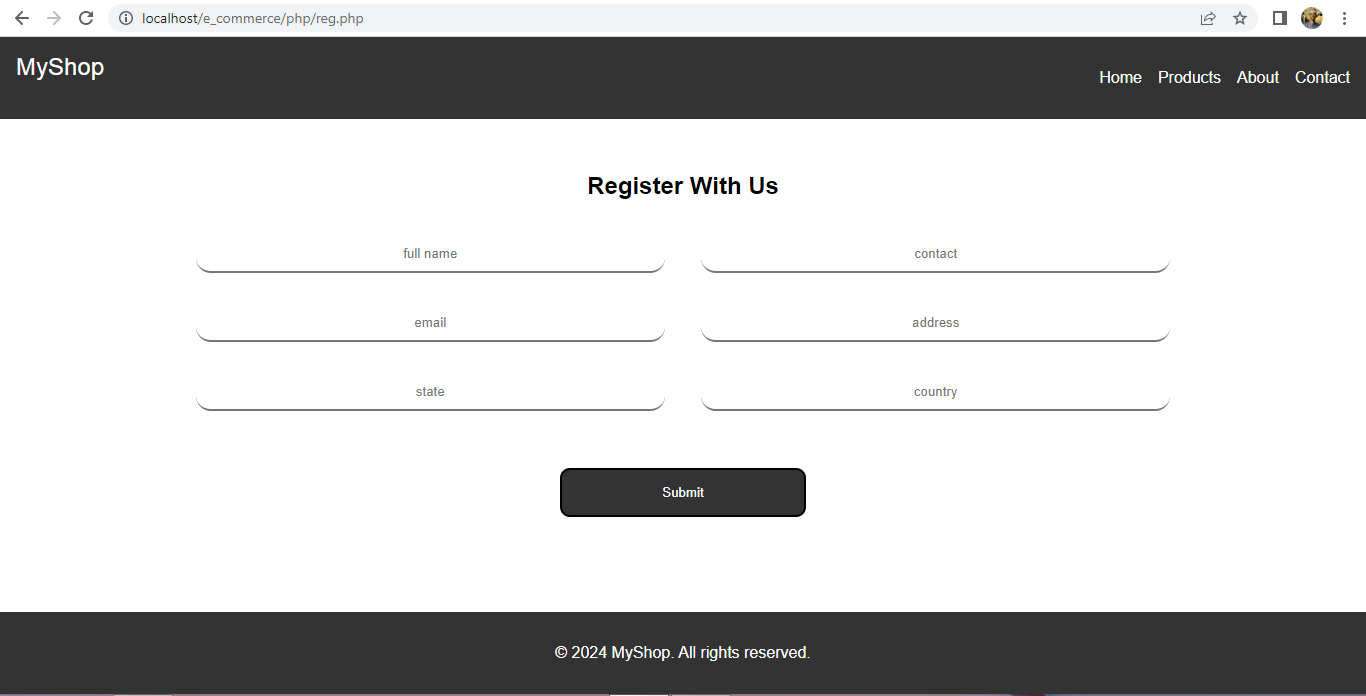 localhost/e_commerce/php/reg.php
MyShop
Home Products About Contact
Register With Us
full name contact
email address
state country
Submit
© 2024 MyShop. All rights reserved.